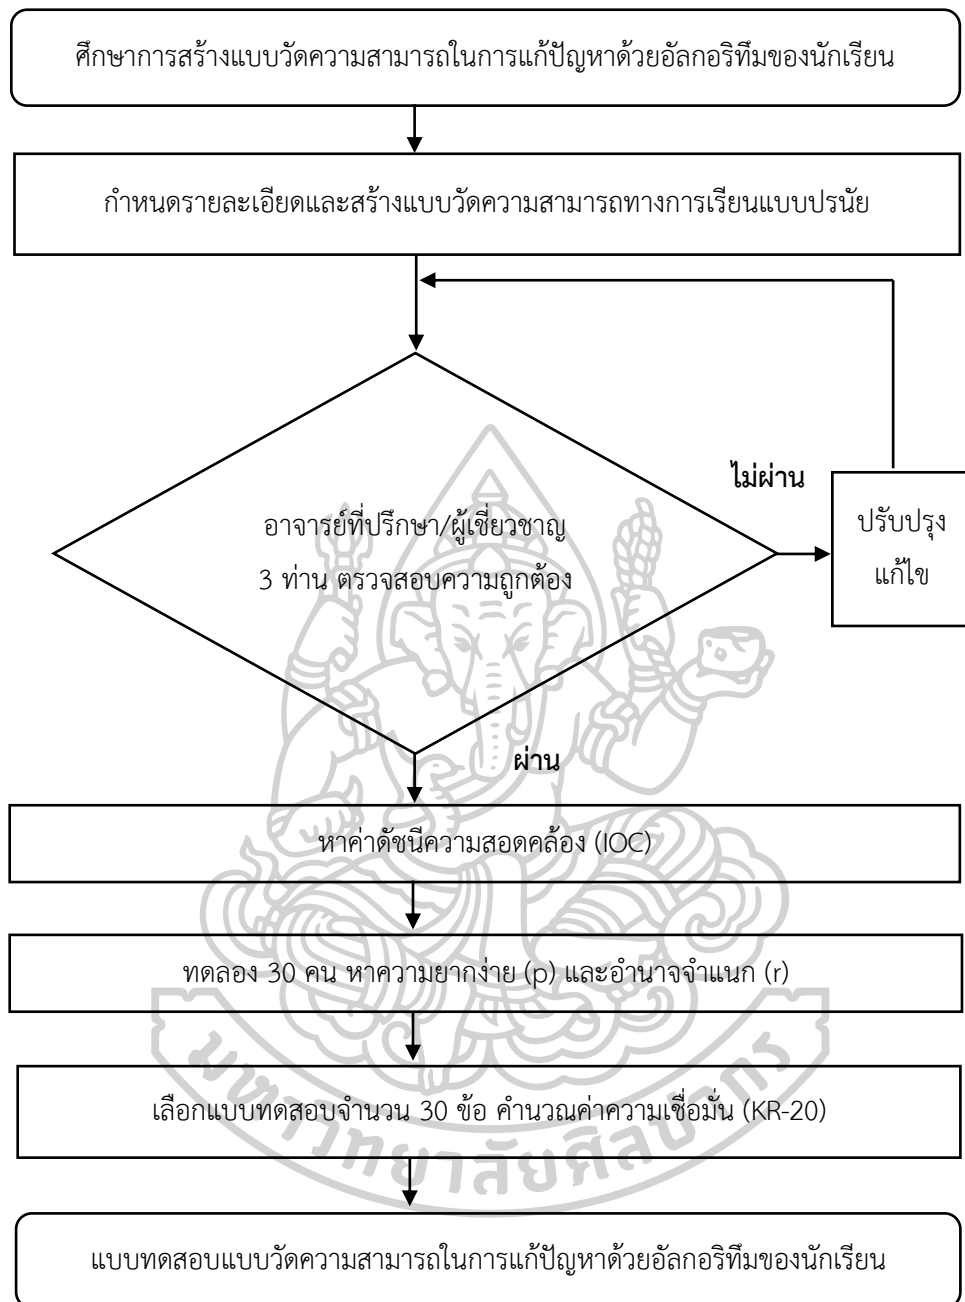 ศึกษาการสร้างแบบวัดความสามารถในการแก้ปัญหาด้วยอัลกอริทึมของนักเรียน
กำหนดรายละเอียดและสร้างแบบวัดความสามารถทางการเรียนแบบปรนัย
ไม่ผ่าน
อาจารย์ที่ปรึกษา/ผู้เชี่ยวชาญ
3 ท่าน ตรวจสอบความถูกต้อง
ปรับปรุง
แก้ไข
ผ่าน
หาค่าดัชนีความสอดคล้อง (IOC)
ทดลอง 30 คน หาความยากง่าย (p) และอำนาจจำแนก (r)
เลือกแบบทดสอบจำนวน 30 ข้อ คำนวณค่าความเชื่อมั่น (KR-20)
มหาวิทยาลัยศิลปากร
แบบทดสอบแบบวัดความสามารถในการแก้ปัญหาด้วยอัลกอริทึมของนักเรียน